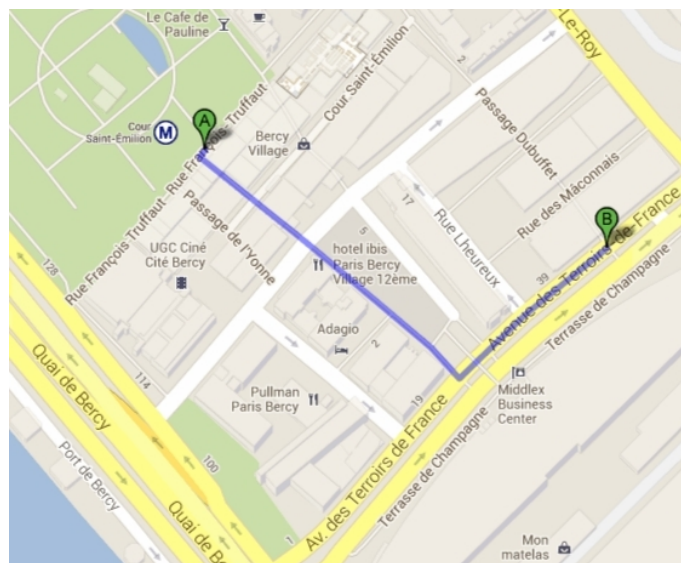 Le Cafe de
Pauline
-Le-Roy
Cour
Saint-Émilion
M
A
Rue François Truffaut
Rue François Truffaut
Bercy
Village
Cour Saint-Émilion
2
Passage Dubuffet
Rue des Mâconnais
17
Rue Lheureux
B
Passage de l'Yonne
5
UGC Ciné
Cité Bercy
hotel ibis
Paris Bercy
Village 12ème
128
39
Avenue des Terroirs de France
Terrasse de Champagne
Adagio
2
Quai de Bercy
114
Pullman
Paris Bercy
19
Middlex
Business
Center
Port de Bercy
100
Av. des Terroirs de France
Terrasse de Champagne
Quai de Be
1
Mon
matelas